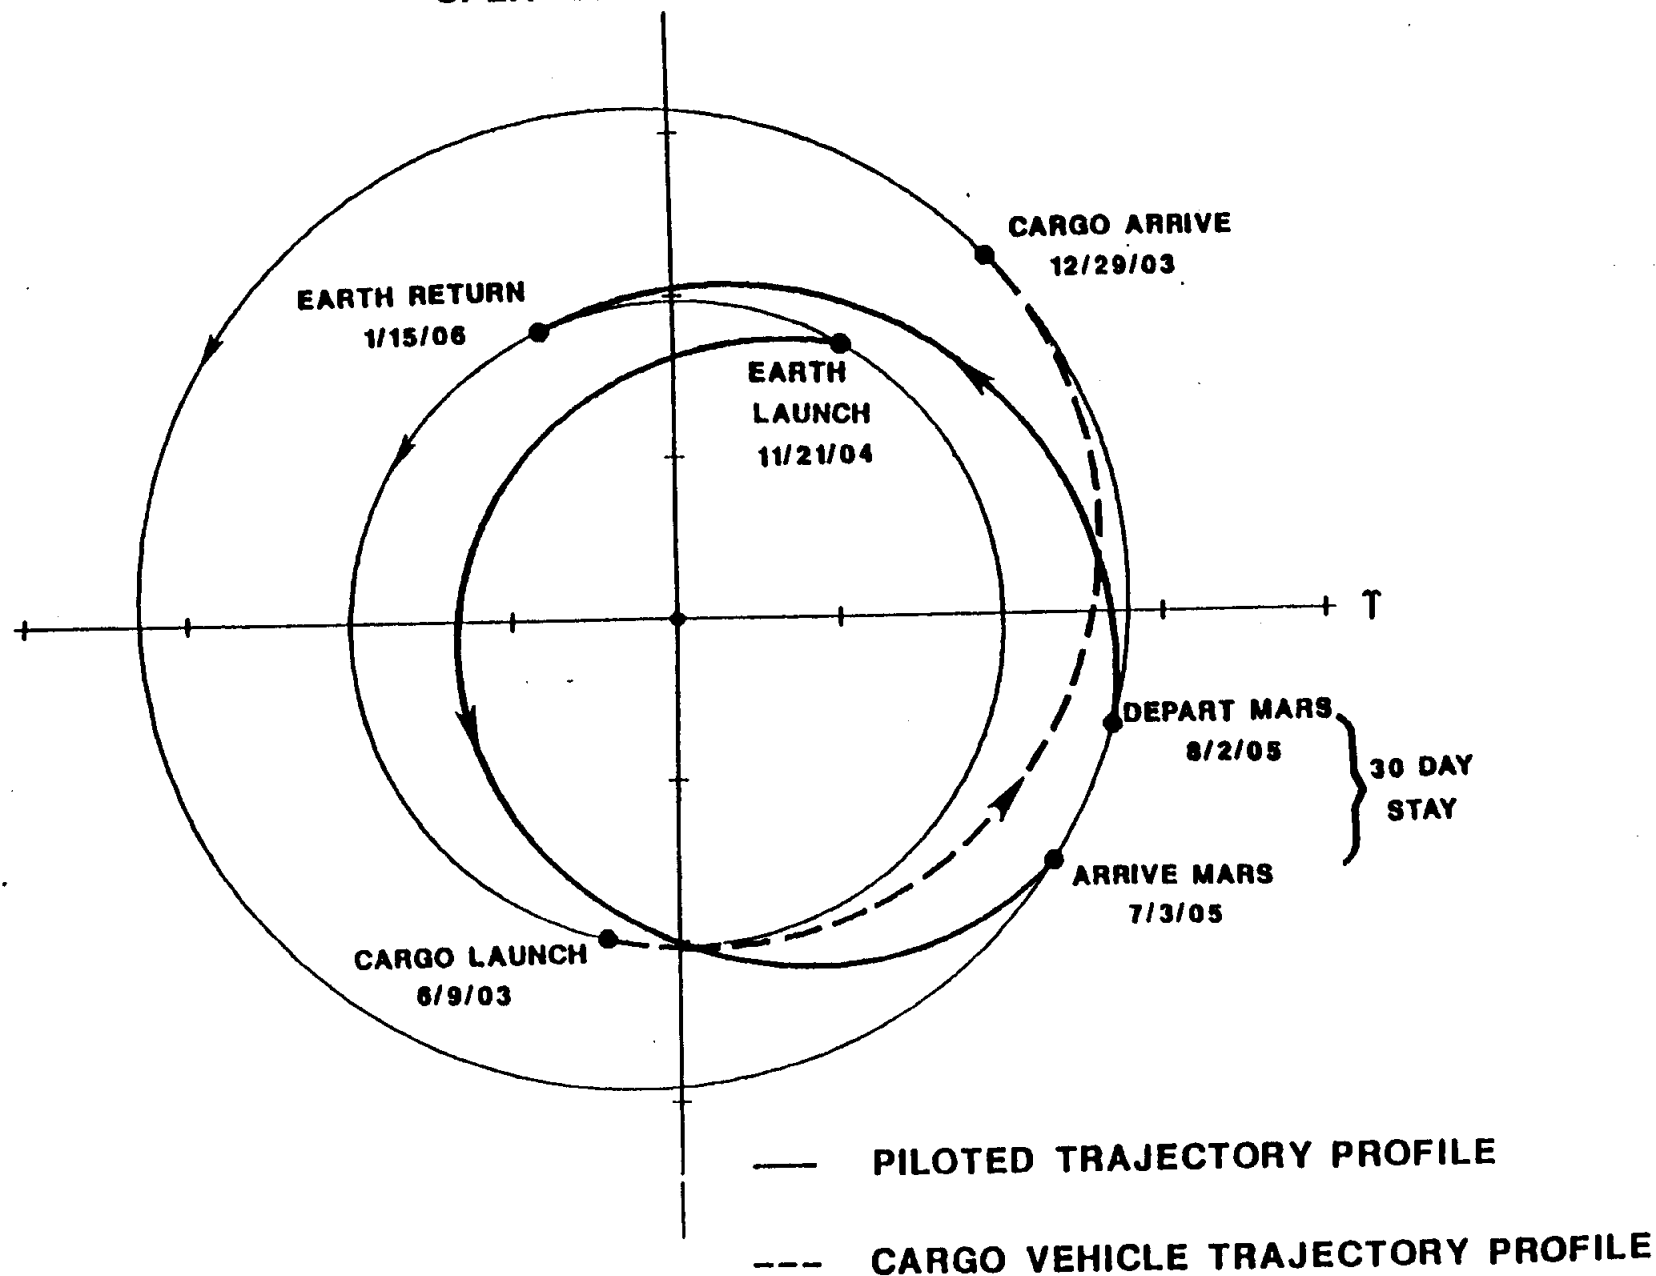 CARGO ARRIVE
12/29/03
EARTH RETURN
1/15/06
EARTH
LAUNCH
11/21/04
♈
DEPART MARS
8/2/05
30 DAY
STAY
ARRIVE MARS
7/3/05
CARGO LAUNCH
6/9/03
PILOTED TRAJECTORY PROFILE
CARGO VEHICLE TRAJECTORY PROFILE